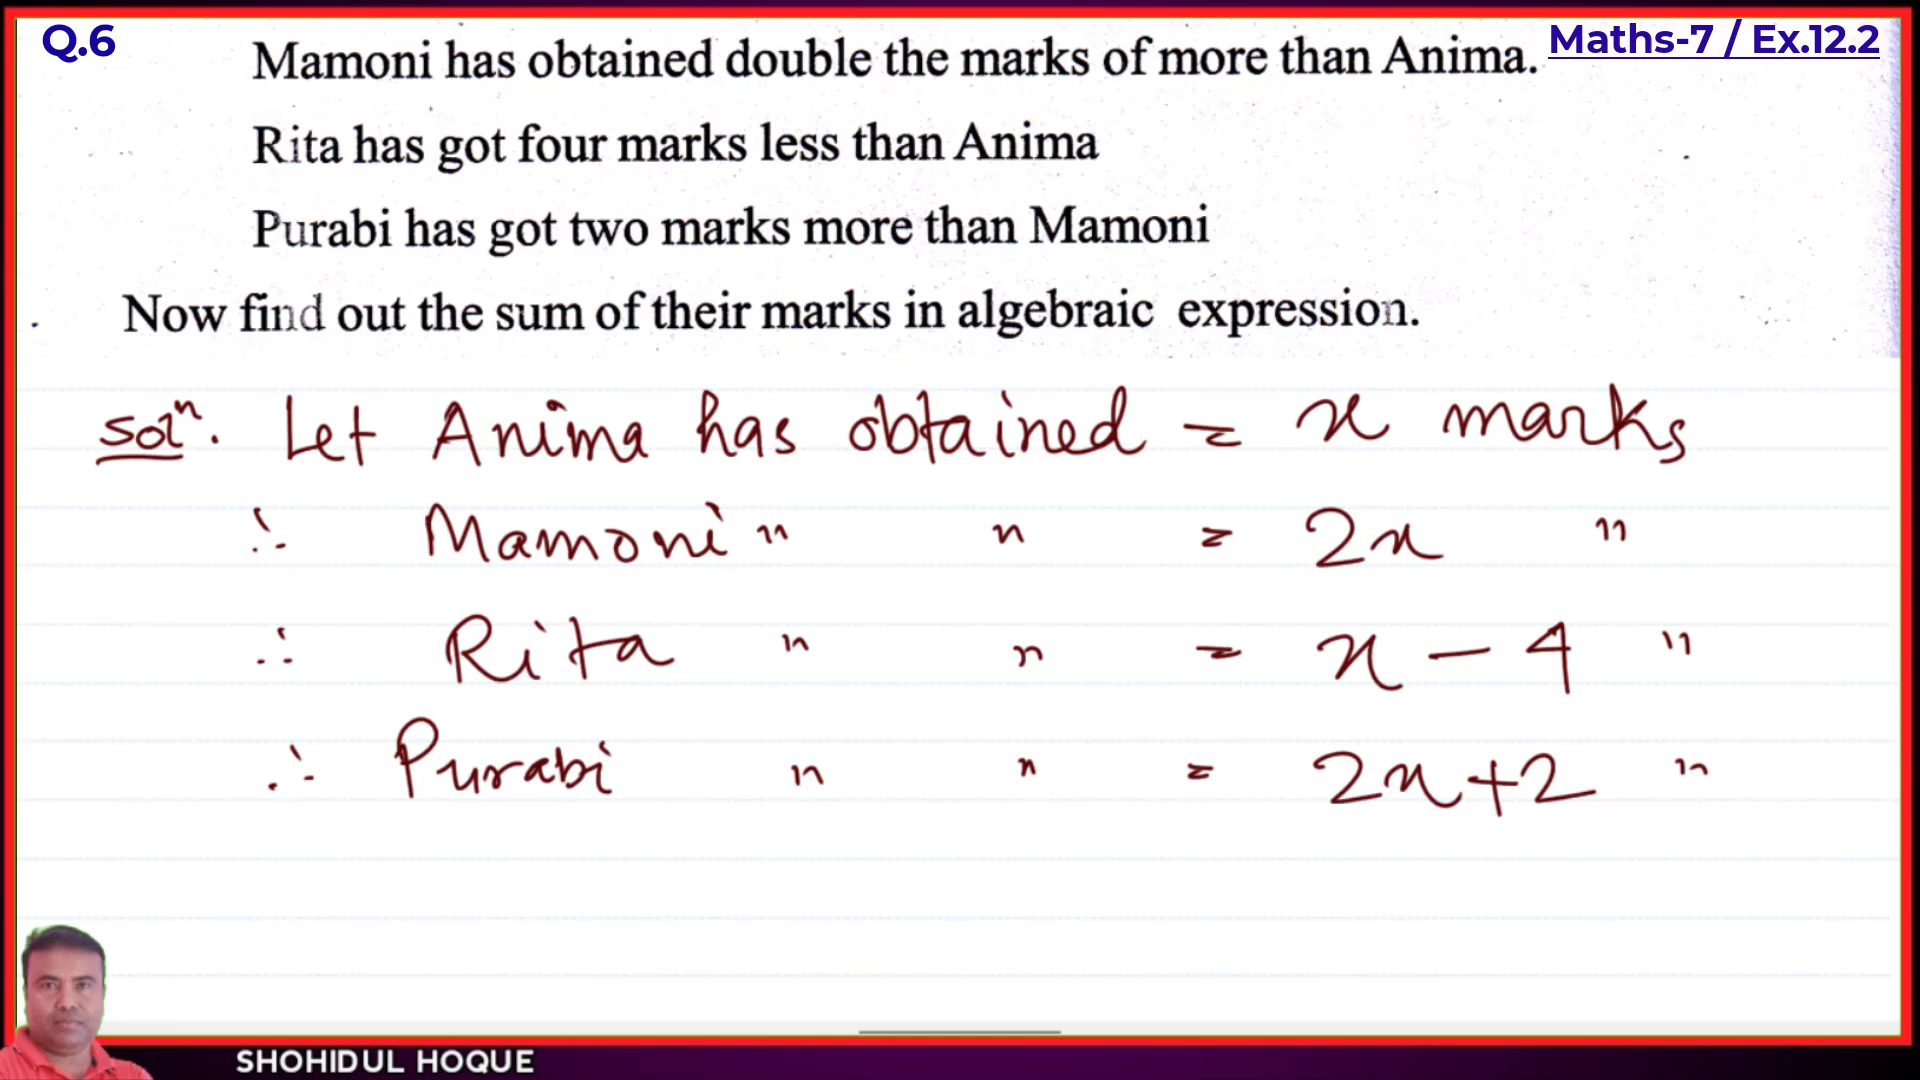 Q.6
Maths-7 / Ex.12.2
Mamoni has obtained double the marks of more than Anima.
Rita has got four marks less than Anima
Purabi has got two marks more than Mamoni
Now find out the sum of their marks in algebraic expression.
Solⁿ. Let Anima has obtained = x marks
∴ Mamoni " " = 2x "
∴ Rita " " = x - 4 "
∴ Purabi " " = 2x+2 "
SHOHIDUL HOQUE